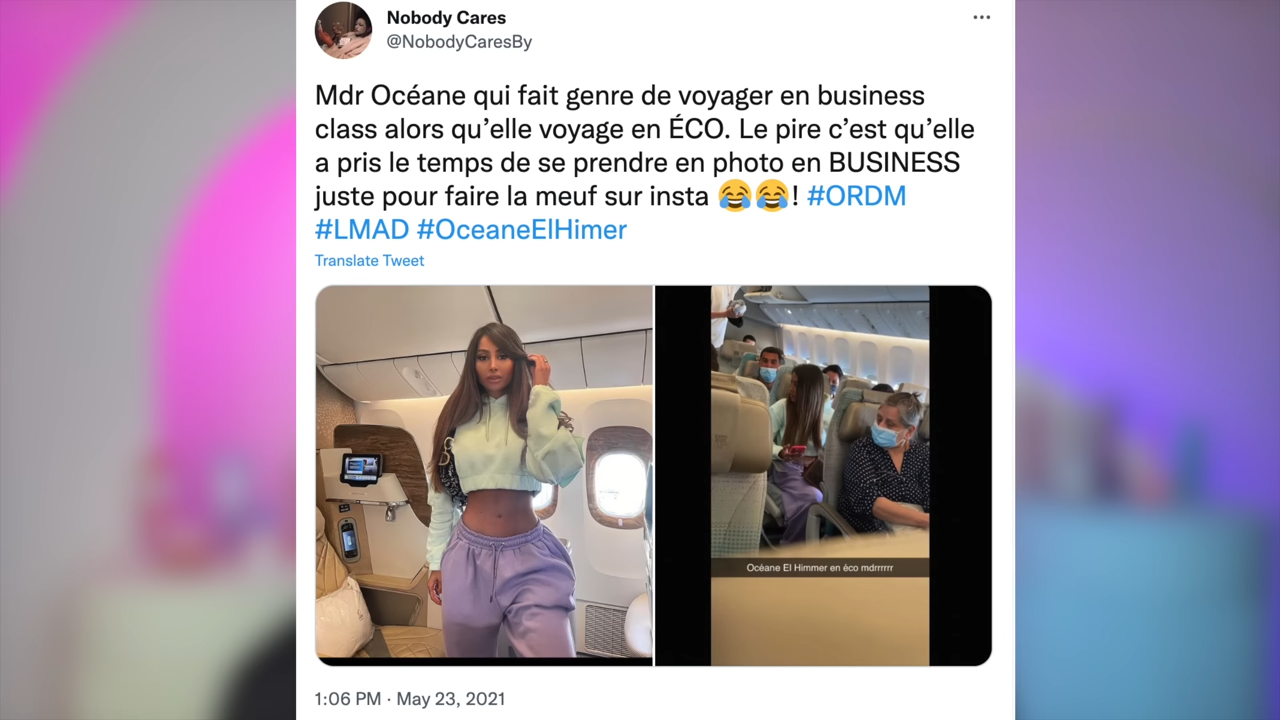 Nobody Cares
@NobodyCaresBy
Mdr Océane qui fait genre de voyager en business
class alors qu’elle voyage en ÉCO. Le pire c’est qu’elle
a pris le temps de se prendre en photo en BUSINESS
juste pour faire la meuf sur insta 😂😂! #ORDM
#LMAD #OceaneElHimer
Translate Tweet
Océane El Himmer en éco mdrrrrrr
1:06 PM · May 23, 2021